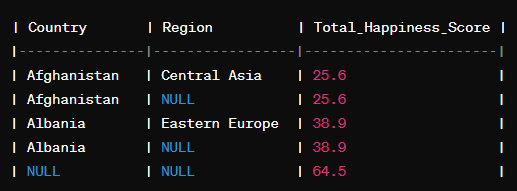 | Country | Region | Total_Happiness_Score |
|---------------|-----------------|-----------------------|
| Afghanistan | Central Asia | 25.6 |
| Afghanistan | NULL | 25.6 |
| Albania | Eastern Europe | 38.9 |
| Albania | NULL | 38.9 |
| NULL | NULL | 64.5 |